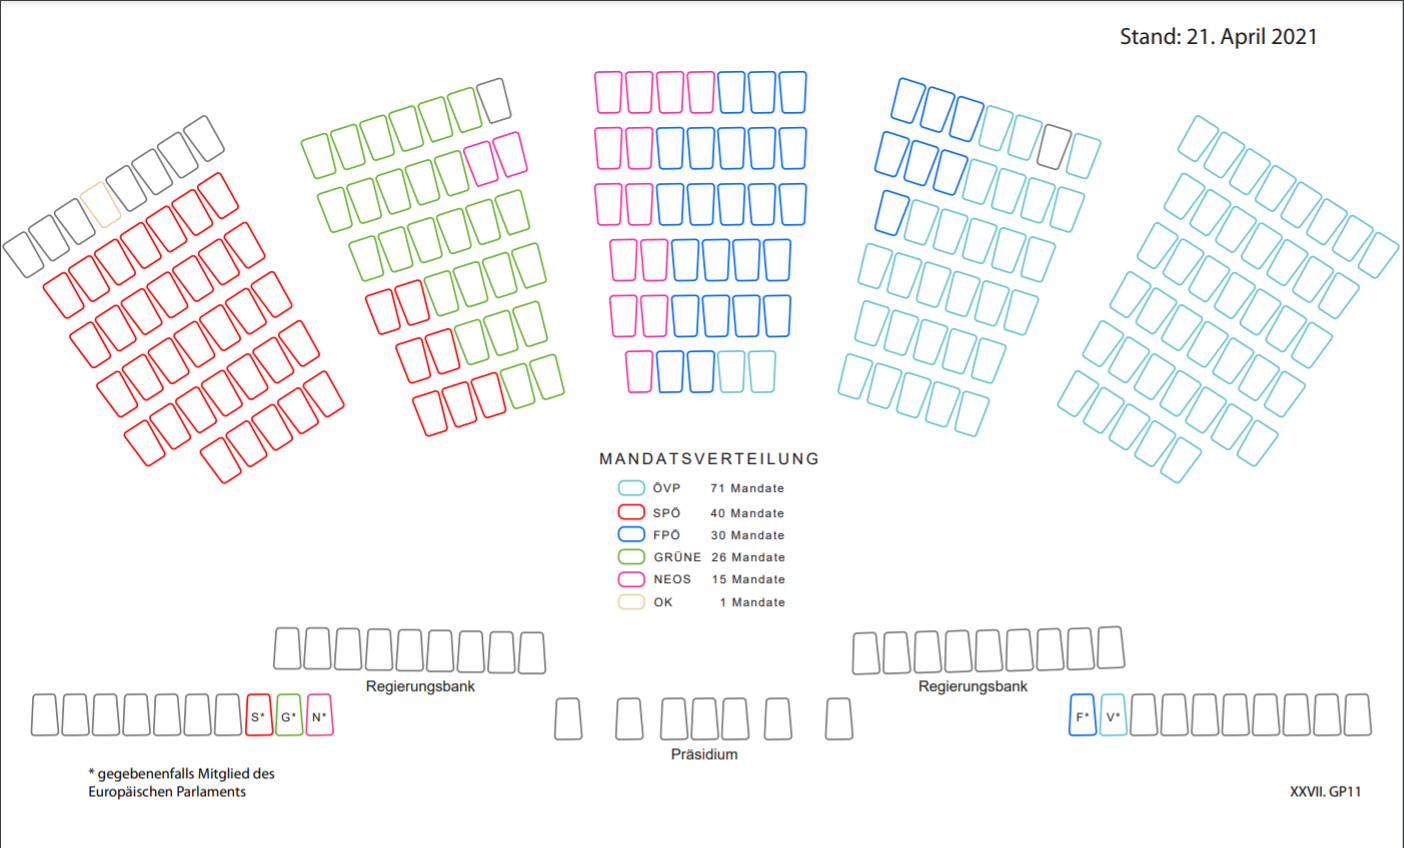 Stand: 21. April 2021
MANDATSVERTEILUNG
ÖVP 71 Mandate
SPÖ 40 Mandate
FPÖ 30 Mandate
GRÜNE 26 Mandate
NEOS 15 Mandate
OK 1 Mandate
Regierungsbank
Regierungsbank
S* G* N*
F* V*
Präsidium
* gegebenenfalls Mitglied des
Europäischen Parlaments
XXVII. GP11